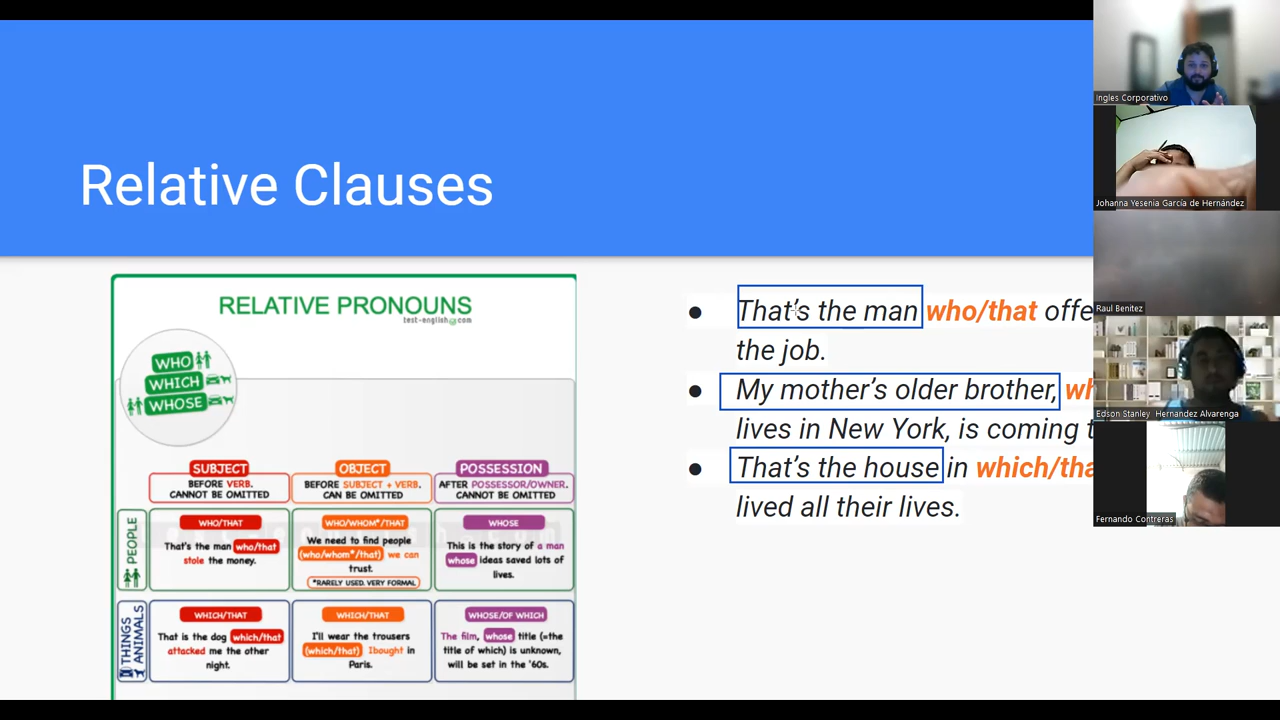 Relative Clauses
RELATIVE PRONOUNS
test-english.com
WHO
WHICH
WHOSE
SUBJECT
BEFORE VERB.
CANNOT BE OMITTED
OBJECT
BEFORE SUBJECT + VERB.
CAN BE OMITTED
POSSESSION
AFTER POSSESSOR/OWNER.
CANNOT BE OMITTED
PEOPLE
WHO/THAT
That's the man who/that
stole the money.
WHO/WHOM*/THAT
We need to find people
(who/whom*/that) we can
trust.
*RARELY USED. VERY FORMAL
WHOSE
This is the story of a man
whose ideas saved lots of
lives.
THINGS
ANIMALS
WHICH/THAT
That is the dog which/that
attacked me the other
night.
WHICH/THAT
I'll wear the trousers
(which/that) I bought in
Paris.
WHOSE/OF WHICH
The film, whose title (=the
title of which) is unknown,
will be set in the '60s.
● That's the man who/that offe
the job.
● My mother's older brother, wh
lives in New York, is coming t
● That's the house in which/tha
lived all their lives.
Ingles Corporativo
Johanna Yesenia García de Hernández
Raul Benitez
Edson Stanley Hernandez Alvarenga
Fernando Contreras